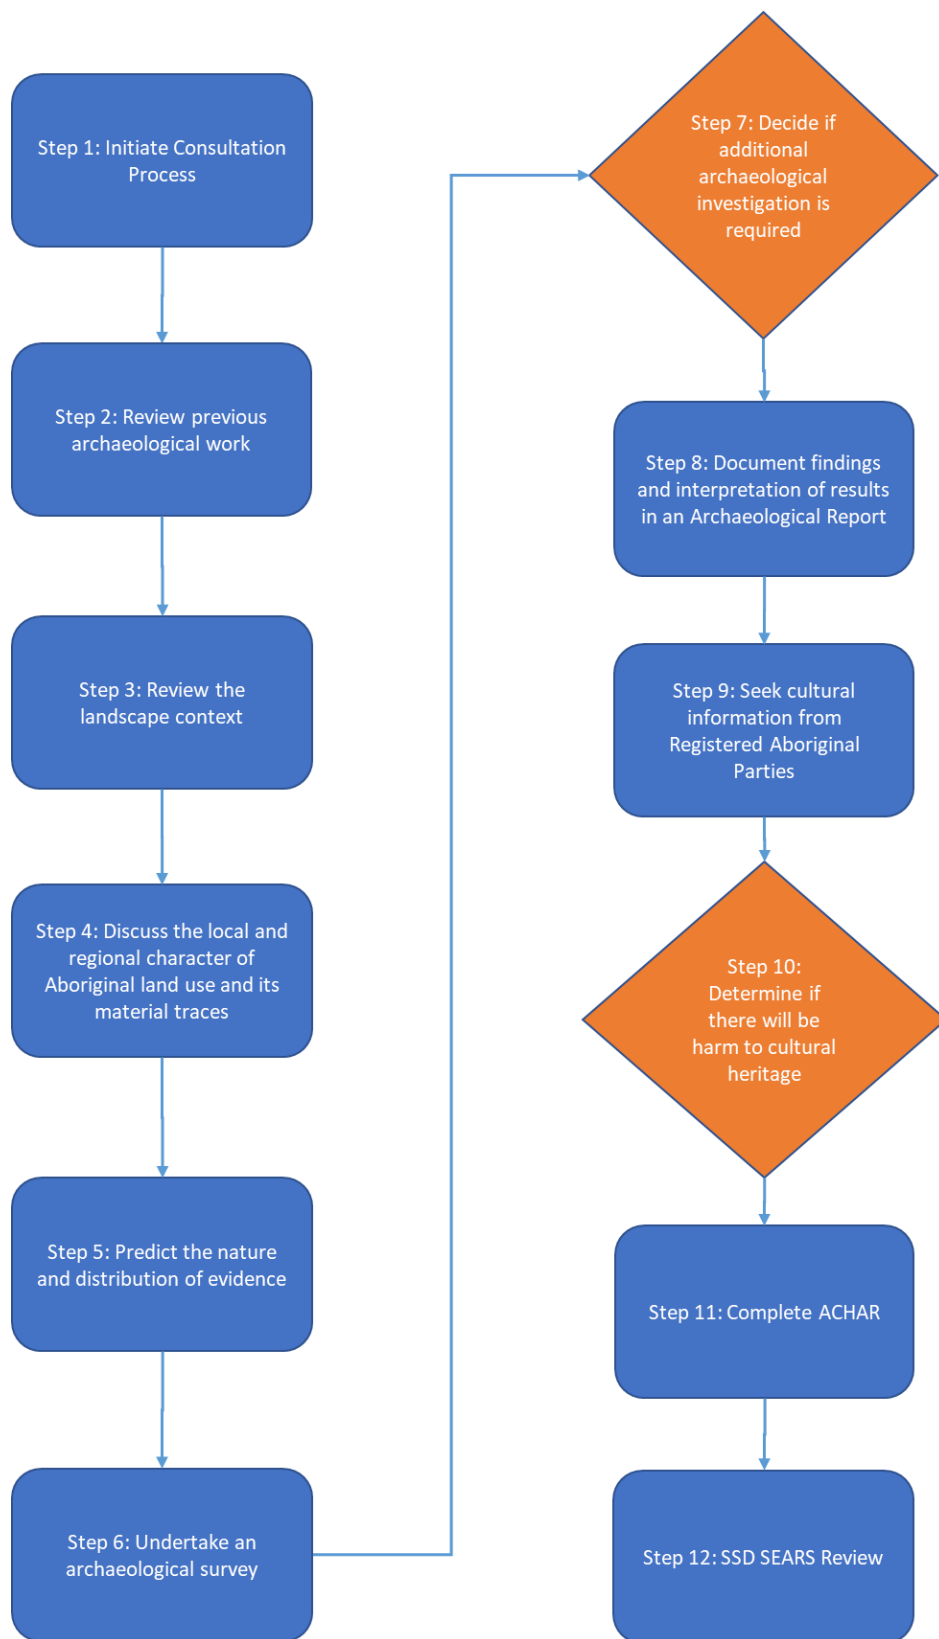 Step 1: Initiate Consultation
Process
Step 2: Review previous
archaeological work
Step 3: Review the
landscape context
Step 4: Discuss the local and
regional character of
Aboriginal land use and its
material traces
Step 5: Predict the nature
and distribution of evidence
Step 6: Undertake an
archaeological survey
Step 7: Decide if
additional
archaeological
investigation is
required
Step 8: Document findings
and interpretation of results
in an Archaeological Report
Step 9: Seek cultural
information from
Registered Aboriginal
Parties
Step 10:
Determine if
there will be
harm to cultural
heritage
Step 11: Complete ACHAR
Step 12: SSD SEARS Review